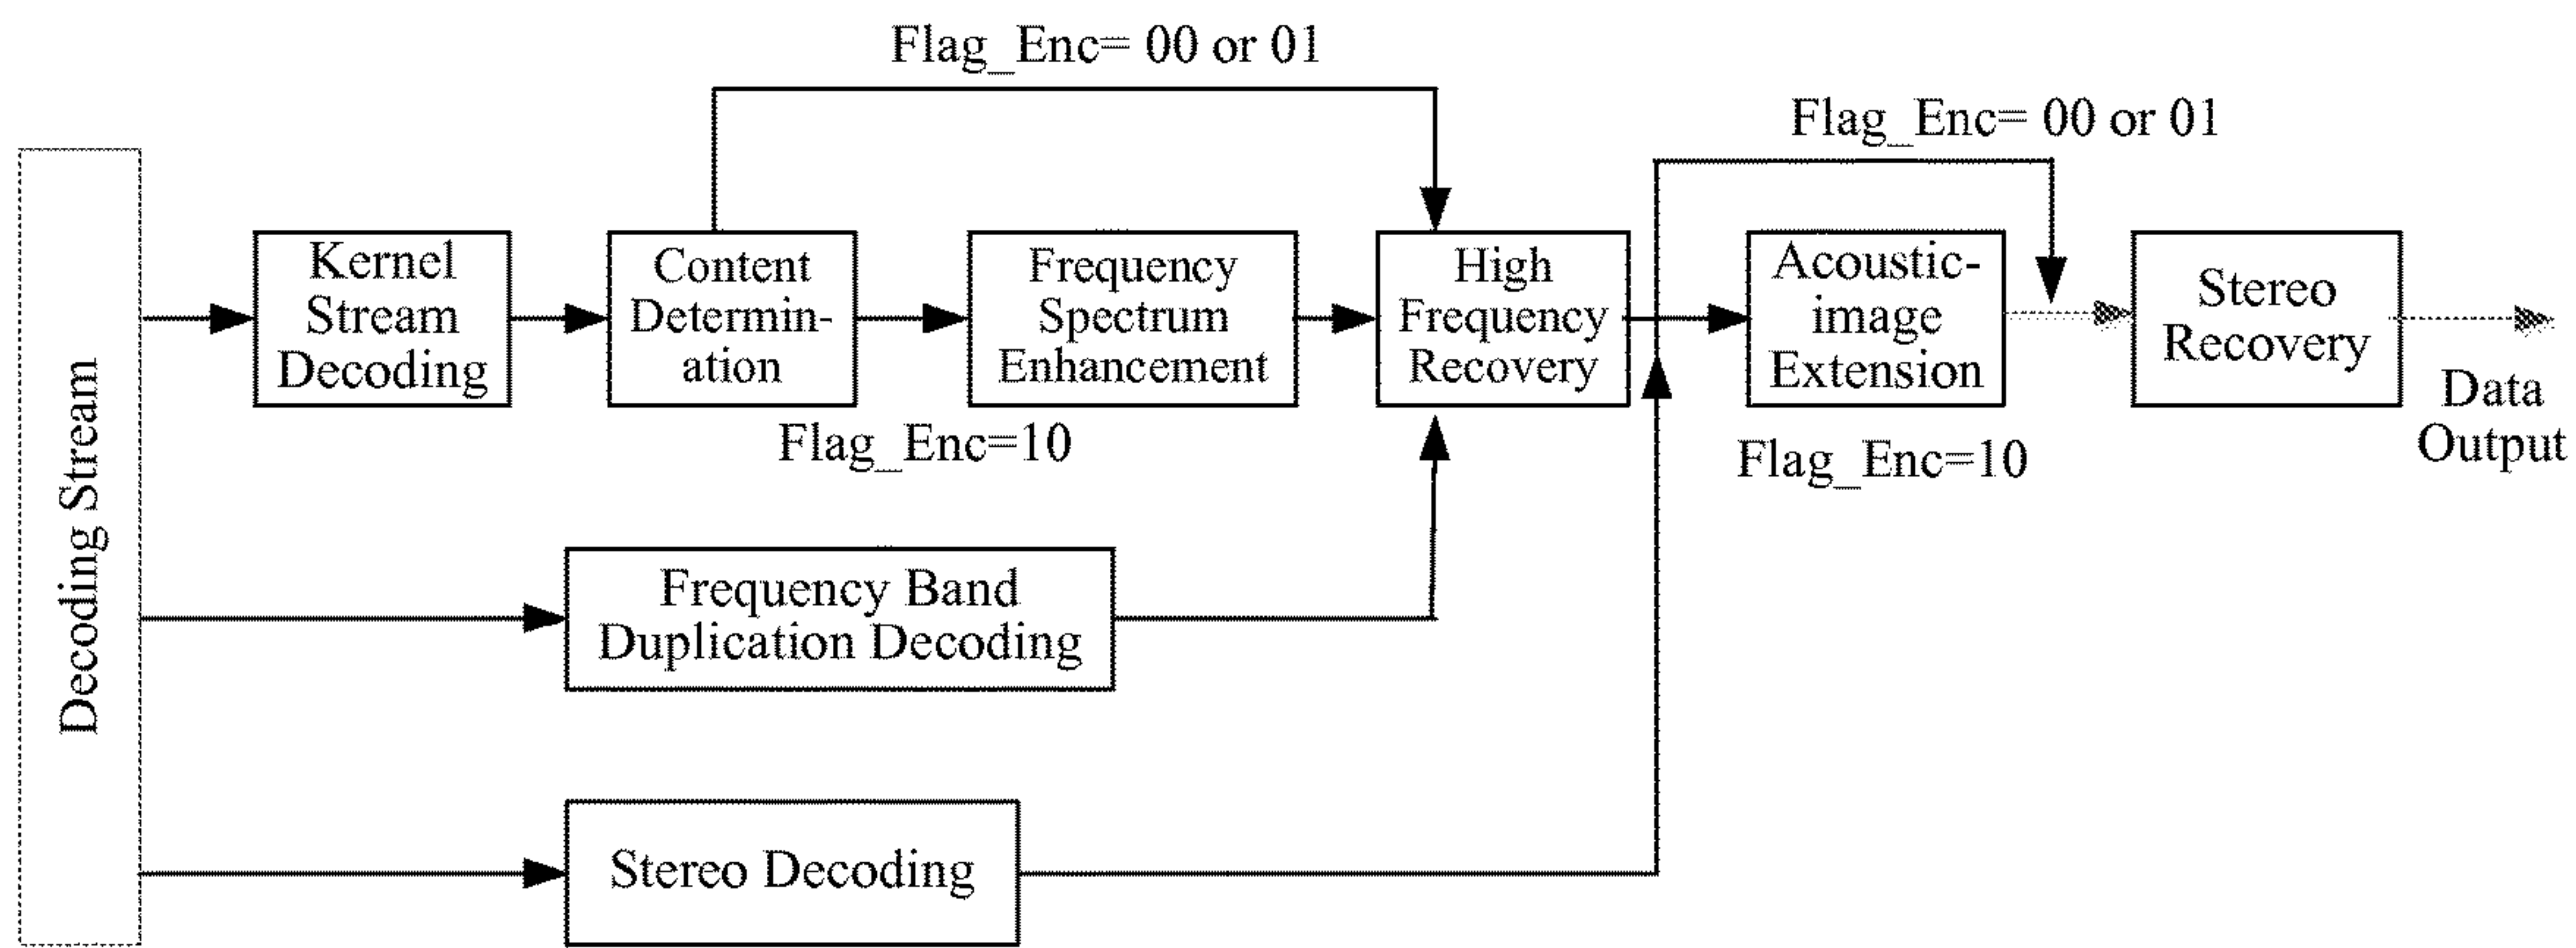 Flag_Enc= 00 or 01
Flag_Enc= 00 or 01
Decoding Stream
Kernel
Stream
Decoding
Content
Determin-
ation
Frequency
Spectrum
Enhancement
High
Frequency
Recovery
Acoustic-
image
Extension
Stereo
Recovery
Data
Output
Flag_Enc=10
Flag_Enc=10
Frequency Band
Duplication Decoding
Stereo Decoding